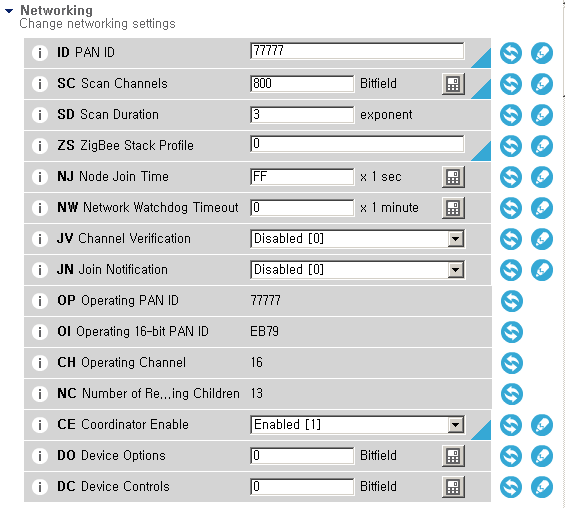 Networking
Change networking settings
i ID PAN ID 77777
i SC Scan Channels 800 Bitfield
i SD Scan Duration 3 exponent
i ZS ZigBee Stack Profile 0
i NJ Node Join Time FF x 1 sec
i NW Network Watchdog Timeout 0 x 1 minute
i JV Channel Verification Disabled [0]
i JN Join Notification Disabled [0]
i OP Operating PAN ID 77777
i OI Operating 16-bit PAN ID EB79
i CH Operating Channel 16
i NC Number of Re...ing Children 13
i CE Coordinator Enable Enabled [1]
i DO Device Options 0 Bitfield
i DC Device Controls 0 Bitfield